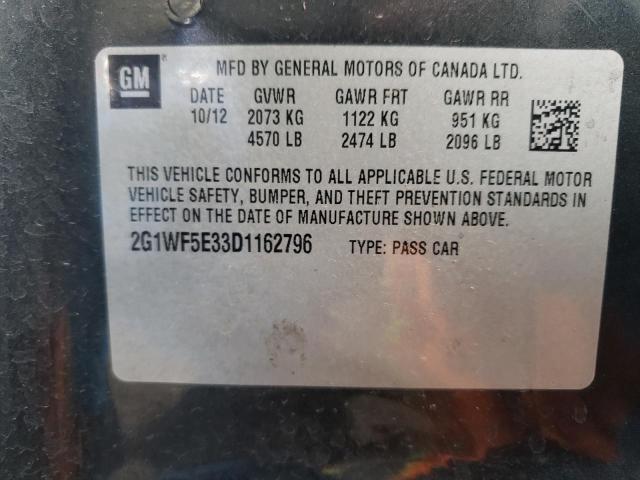 GM
MFD BY GENERAL MOTORS OF CANADA LTD.
DATE GVWR GAWR FRT GAWR RR
10/12 2073 KG 1122 KG 951 KG
4570 LB 2474 LB 2096 LB
THIS VEHICLE CONFORMS TO ALL APPLICABLE U.S. FEDERAL MOTOR
VEHICLE SAFETY, BUMPER, AND THEFT PREVENTION STANDARDS IN
EFFECT ON THE DATE OF MANUFACTURE SHOWN ABOVE.
2G1WF5E33D1162796 TYPE: PASS CAR